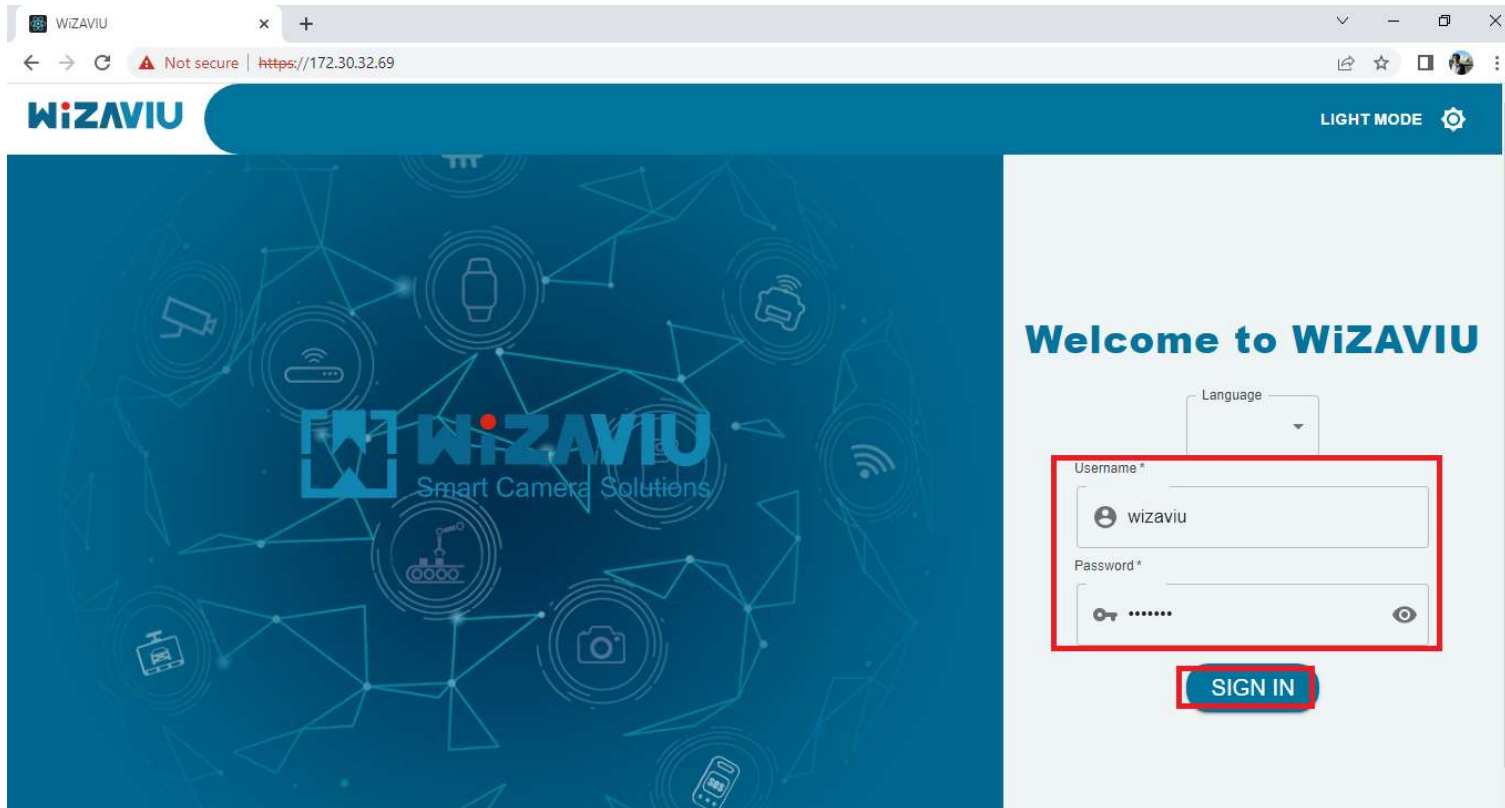 WiZAVIU
Not secure
https://172.30.32.69
WiZAVIU
LIGHT MODE
Welcome to WiZAVIU
Language
WiZAVIU
Smart Camera Solutions
Username *
wizaviu
Password *
•••••••
SIGN IN
SOS